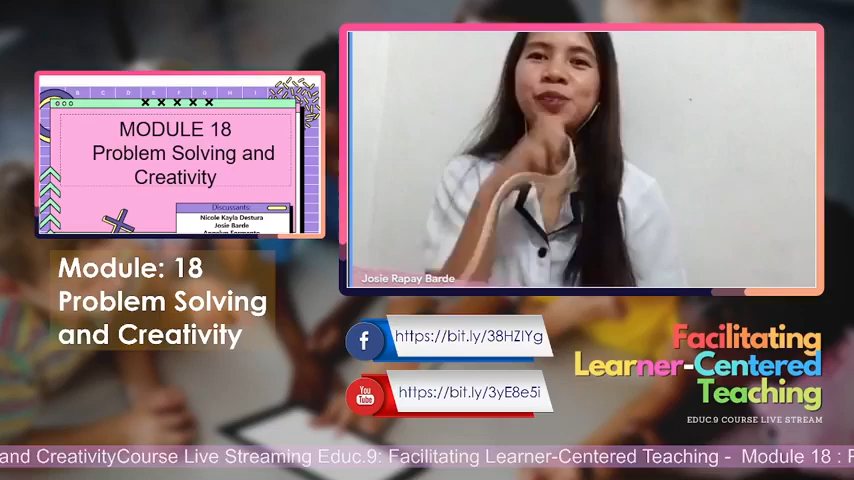 B C D E F G H I
MODULE 18
Problem Solving and
Creativity
Discussants:
Nicole Kayla Destura
Josie Barde
Module: 18
Problem Solving
and Creativity
Josie Rapay Barde
https://bit.ly/38HZlYg
You
Tube
https://bit.ly/3yE8e5i
Facilitating
Learner-Centered
Teaching
EDUC.9 COURSE LIVE STREAM
and CreativityCourse Live Streaming Educ.9: Facilitating Learner-Centered Teaching - Module 18 :